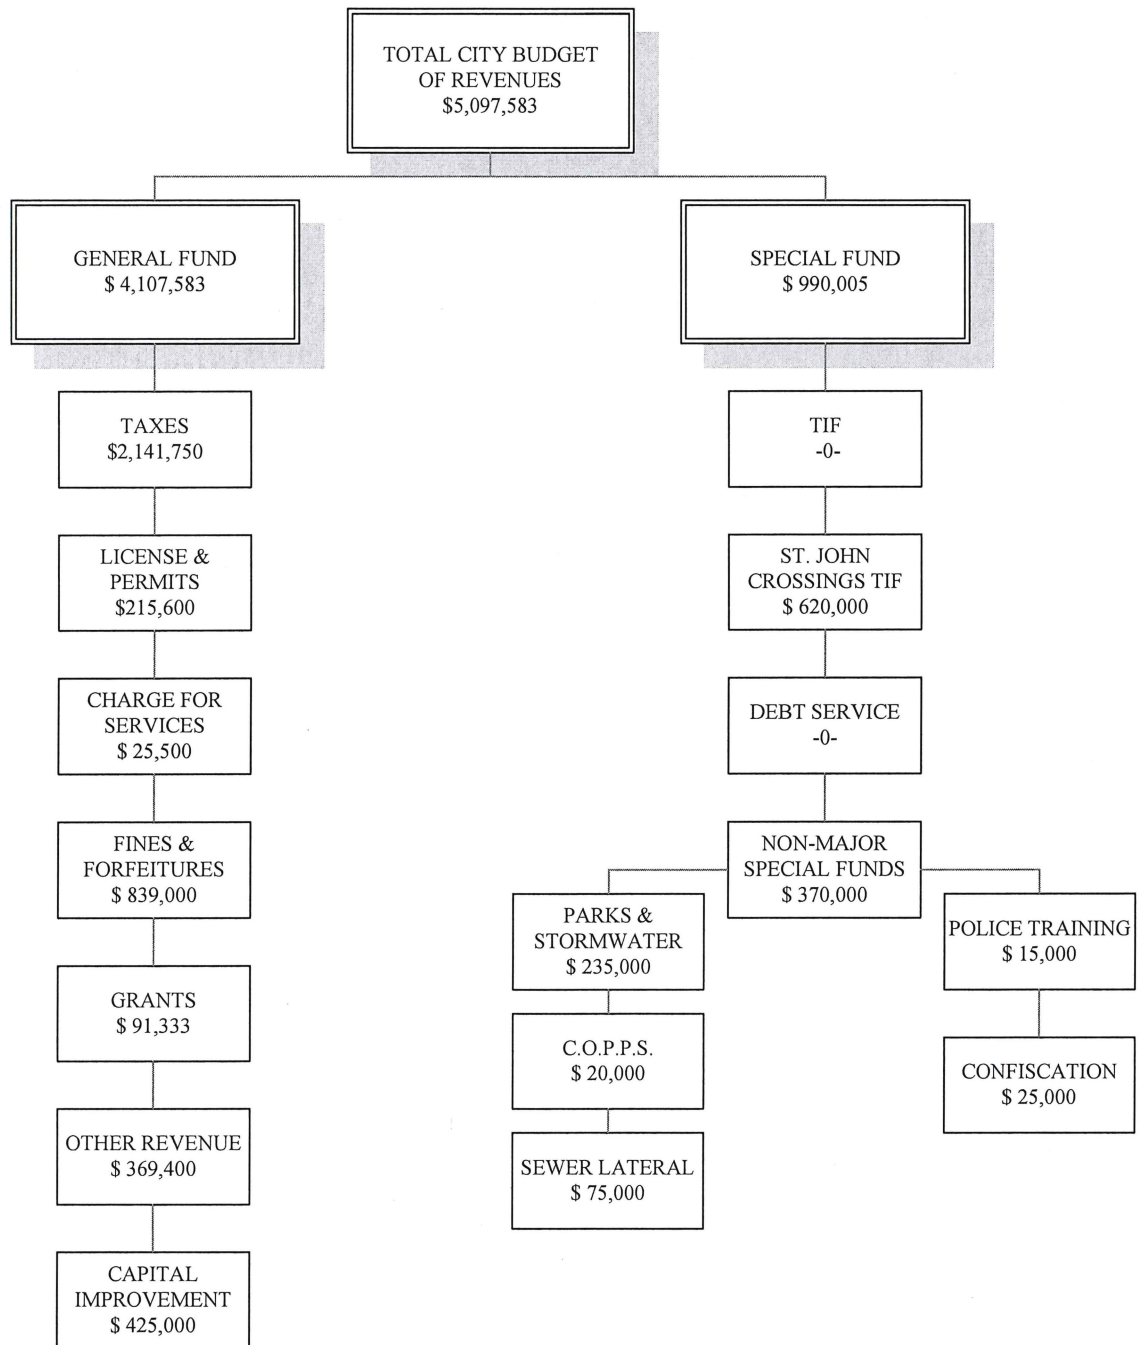 TOTAL CITY BUDGET
OF REVENUES
$5,097,583
GENERAL FUND
$ 4,107,583
SPECIAL FUND
$ 990,005
TAXES
$2,141,750
LICENSE &
PERMITS
$215,600
CHARGE FOR
SERVICES
$ 25,500
FINES &
FORFEITURES
$ 839,000
GRANTS
$ 91,333
OTHER REVENUE
$ 369,400
CAPITAL
IMPROVEMENT
$ 425,000
TIF
-0-
ST. JOHN
CROSSINGS TIF
$ 620,000
DEBT SERVICE
-0-
NON-MAJOR
SPECIAL FUNDS
$ 370,000
PARKS &
STORMWATER
$ 235,000
C.O.P.P.S.
$ 20,000
SEWER LATERAL
$ 75,000
POLICE TRAINING
$ 15,000
CONFISCATION
$ 25,000